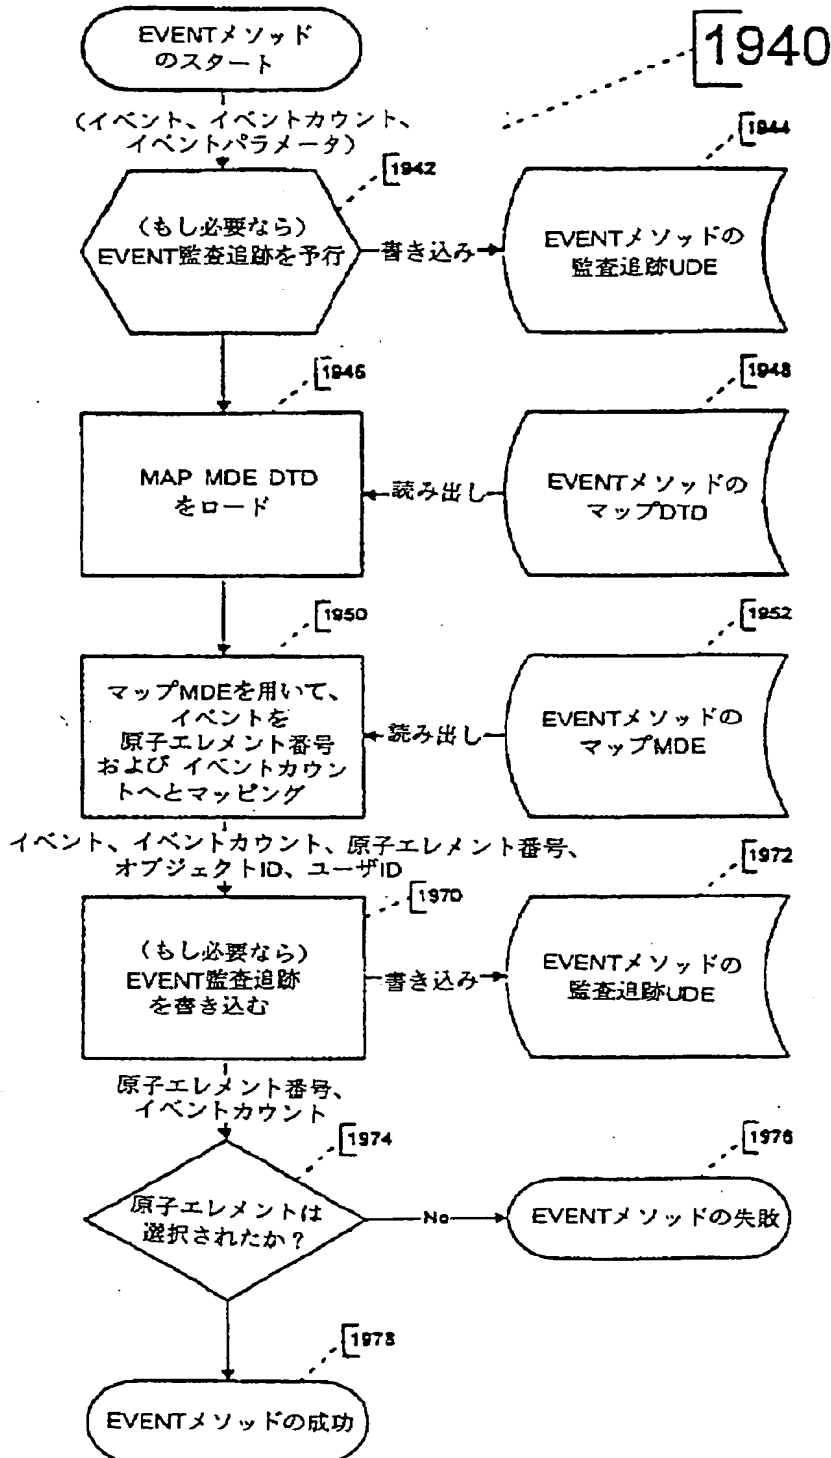 EVENTメソッド
のスタート
1940
(イベント、イベントカウント、
イベントパラメータ)
1942
1944
(もし必要なら)
EVENT監査追跡を予行
書き込み
EVENTメソッドの
監査追跡UDE
1946
1948
MAP MDE DTD
をロード
読み出し
EVENTメソッドの
マップDTD
1950
1952
マップMDEを用いて、
イベントを
原子エレメント番号
および イベントカウン
トへとマッピング
読み出し
EVENTメソッドの
マップMDE
イベント、イベントカウント、原子エレメント番号、
オブジェクトID、ユーザID
1970
1972
(もし必要なら)
EVENT監査追跡
を書き込む
書き込み
EVENTメソッドの
監査追跡UDE
原子エレメント番号、
イベントカウント
1974
1976
原子エレメントは
選択されたか?
No
EVENTメソッドの失敗
1978
EVENTメソッドの成功